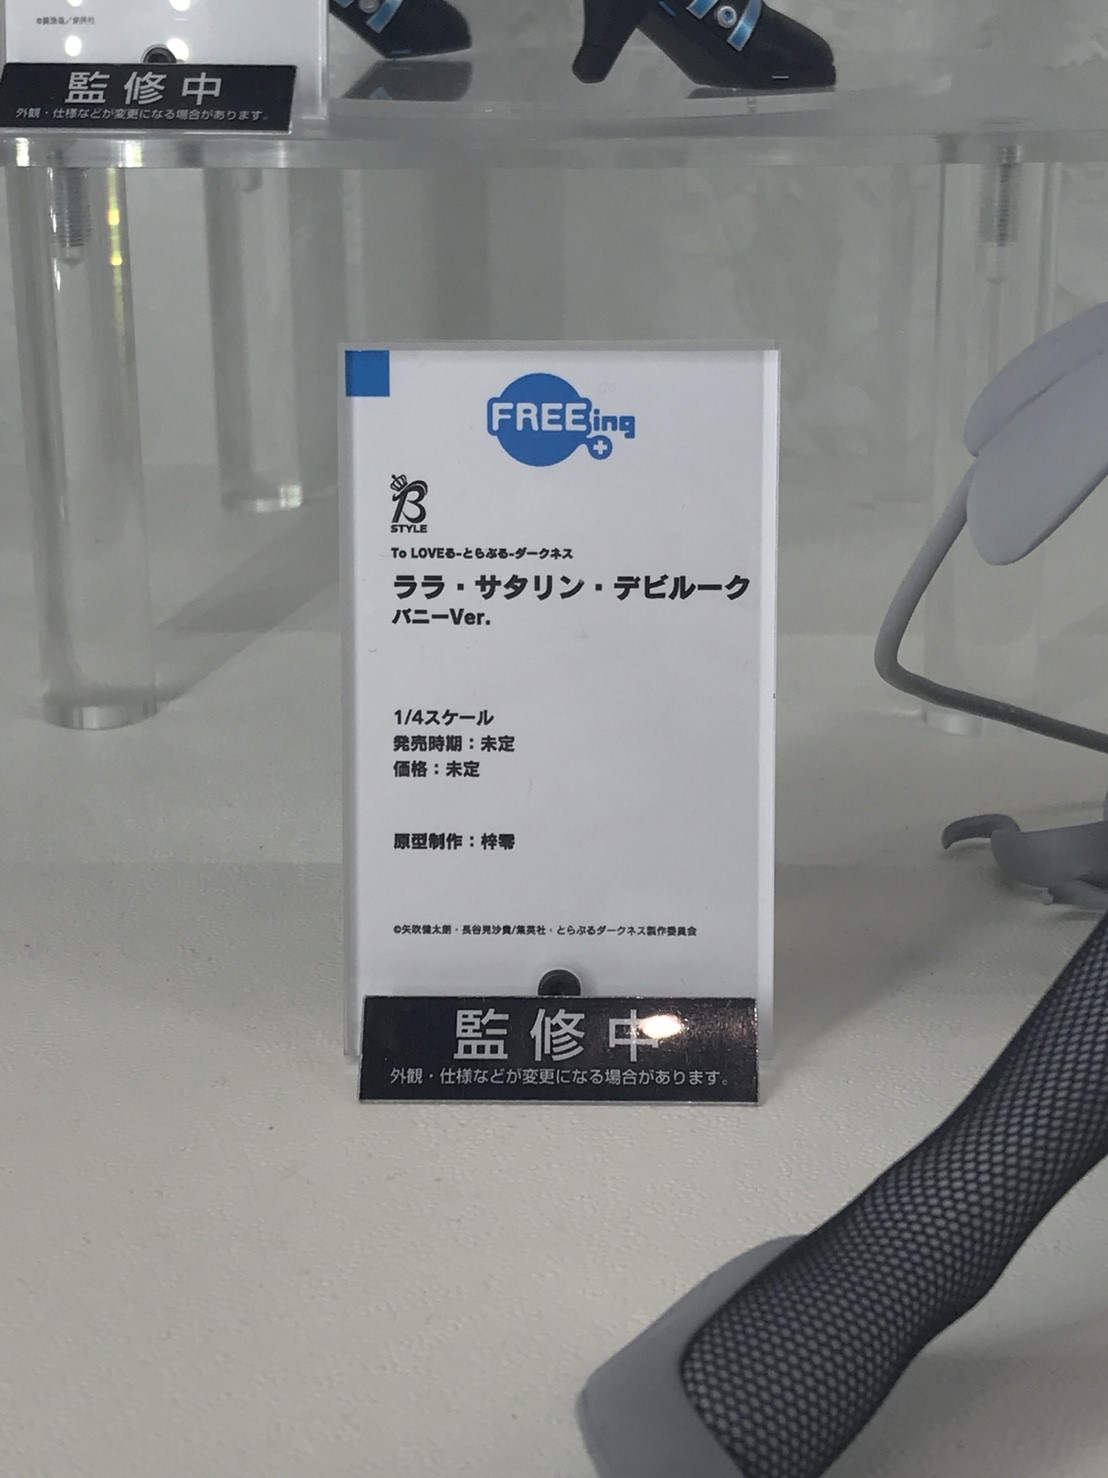 監修中
外観・仕様などが変更になる場合があります。
FREEing
B
STYLE
To LOVEる-とらぶる-ダークネス
ララ・サタリン・デビルーク
バニーVer.
1/4スケール
発売時期：未定
価格：未定
原型制作：梓零
©矢吹健太朗・長谷見沙貴/集英社・とらぶるダークネス製作委員会
監修中
外観・仕様などが変更になる場合があります。